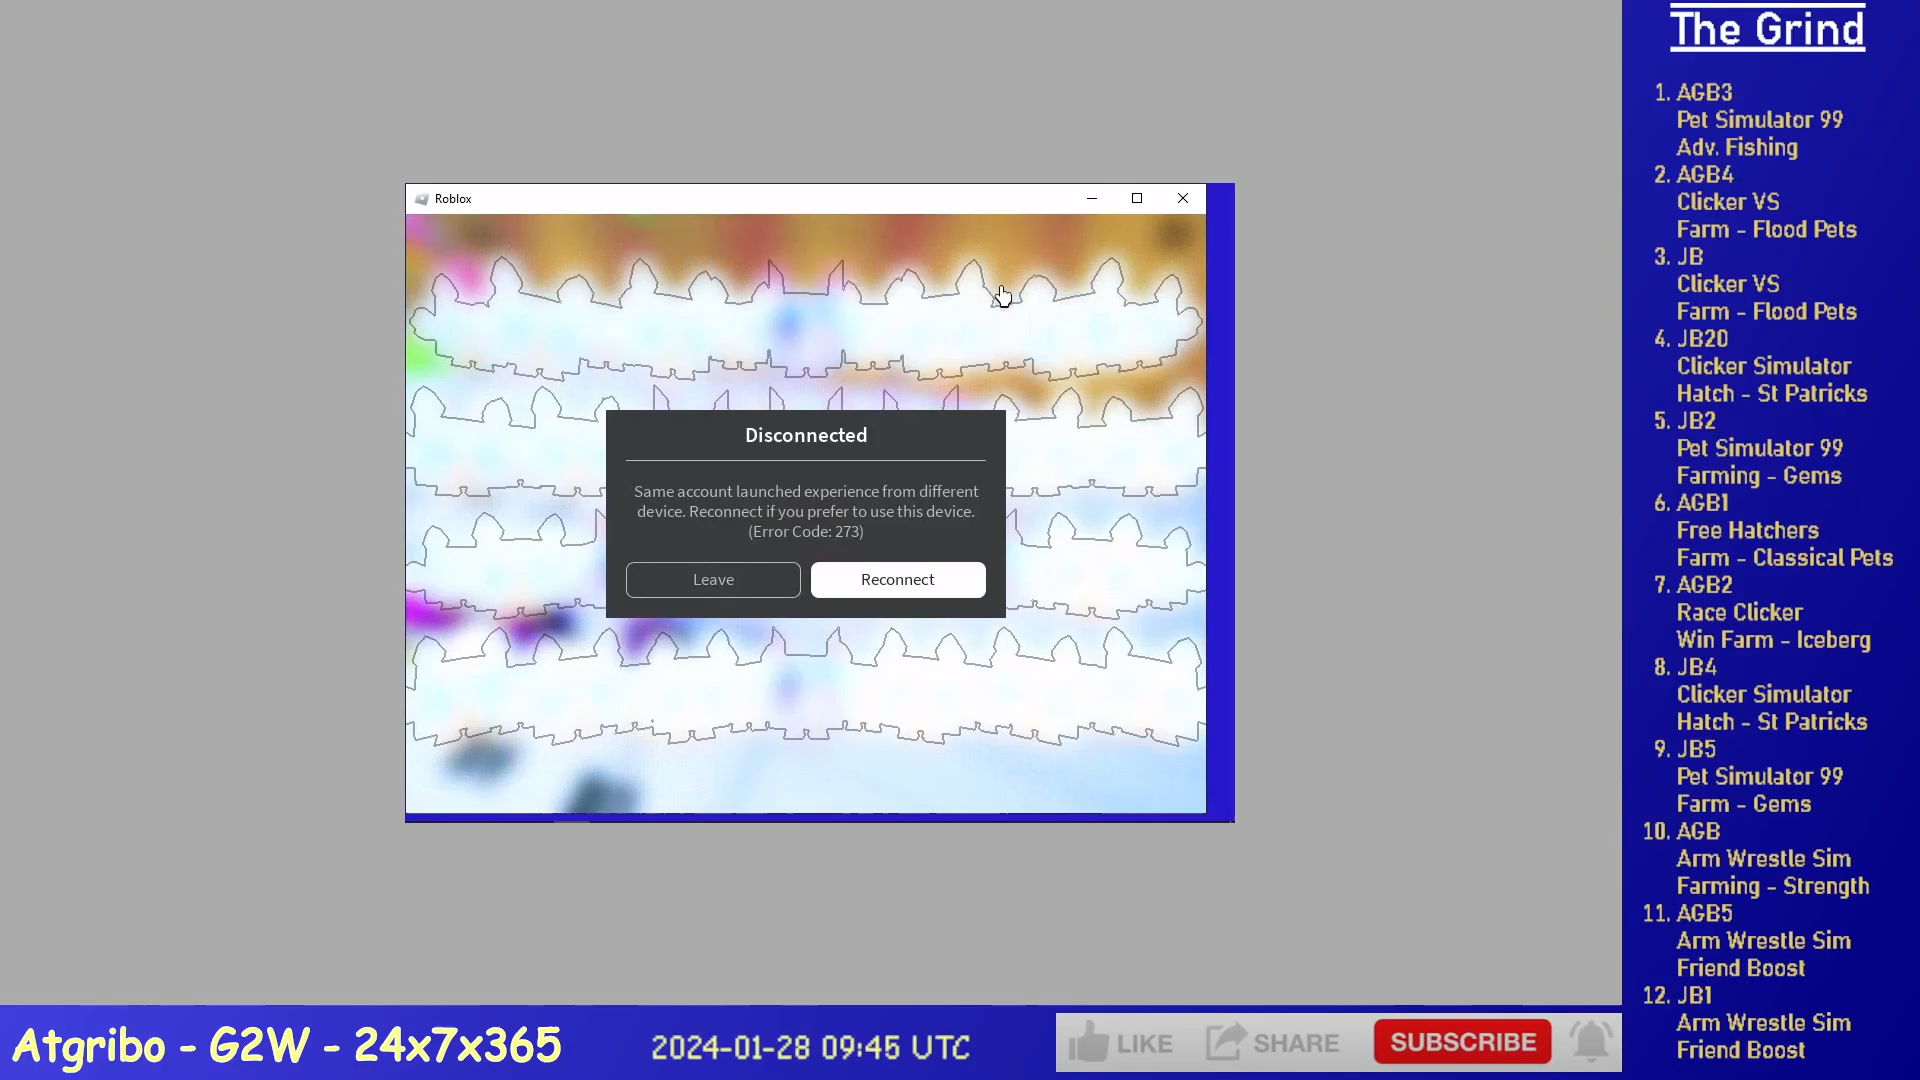 The Grind
1. AGB3
Pet Simulator 99
Adv. Fishing
2. AGB4
Clicker VS
Farm - Flood Pets
3. JB
Clicker VS
Farm - Flood Pets
4. JB20
Clicker Simulator
Hatch - St Patricks
5. JB2
Pet Simulator 99
Farming - Gems
6. AGB1
Free Hatchers
Farm - Classical Pets
7. AGB2
Race Clicker
Win Farm - Iceberg
8. JB4
Clicker Simulator
Hatch - St Patricks
9. JB5
Pet Simulator 99
Farm - Gems
10. AGB
Arm Wrestle Sim
Farming - Strength
11. AGB5
Arm Wrestle Sim
Friend Boost
12. JB1
Arm Wrestle Sim
Friend Boost
Roblox
Disconnected
Same account launched experience from different
device. Reconnect if you prefer to use this device.
(Error Code: 273)
Leave
Reconnect
Atgribo - G2W - 24x7x365
2024-01-28 09:45 UTC
LIKE
SHARE
SUBSCRIBE